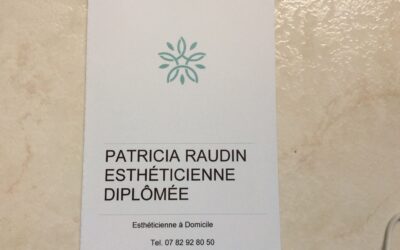 PATRICIA RAUDIN
ESTHÉTICIENNE
DIPLÔMÉE
Esthéticienne à Domicile
Tel. 07 82 92 80 50